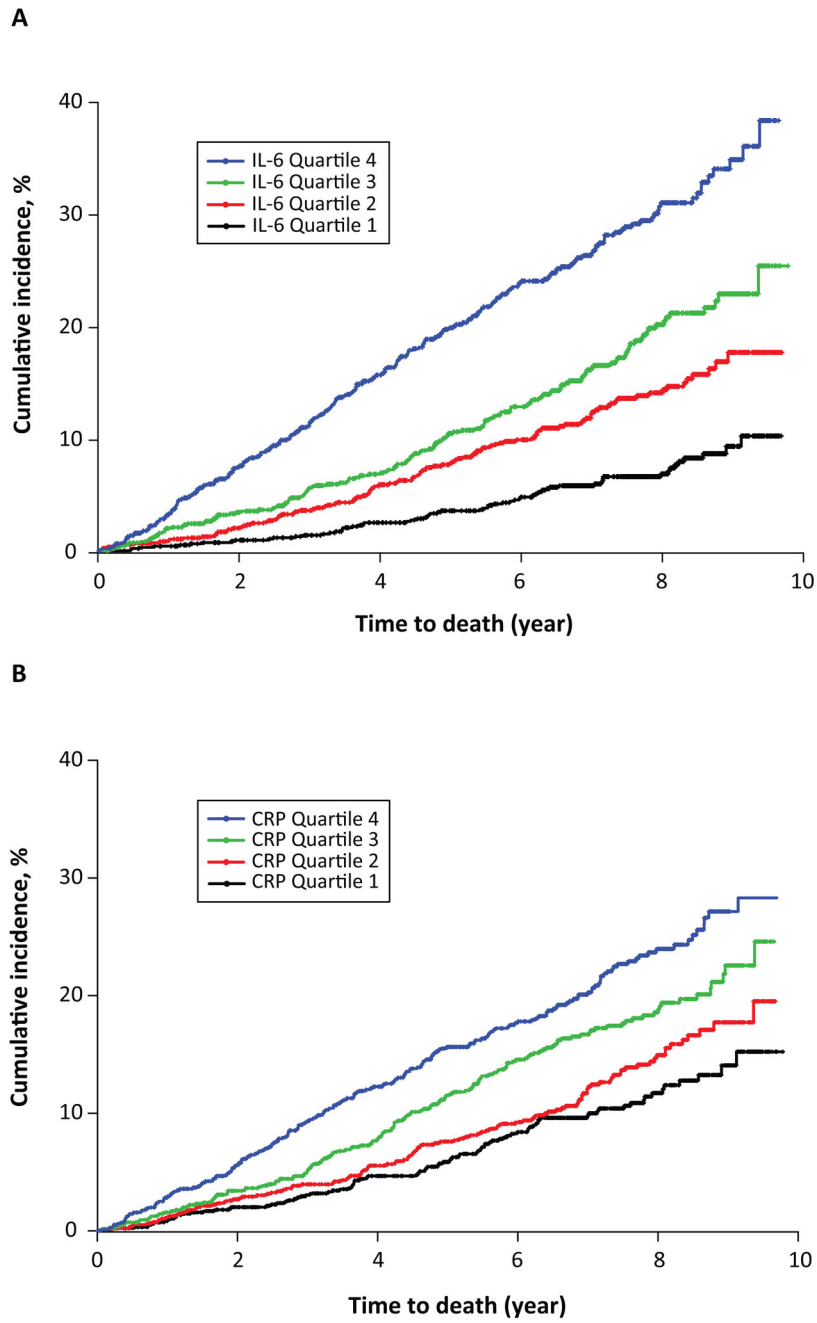 A
40
30
20
10
0
Cumulative incidence, %
IL-6 Quartile 4
IL-6 Quartile 3
IL-6 Quartile 2
IL-6 Quartile 1
0 2 4 6 8 10
Time to death (year)
B
40
30
20
10
0
Cumulative incidence, %
CRP Quartile 4
CRP Quartile 3
CRP Quartile 2
CRP Quartile 1
0 2 4 6 8 10
Time to death (year)